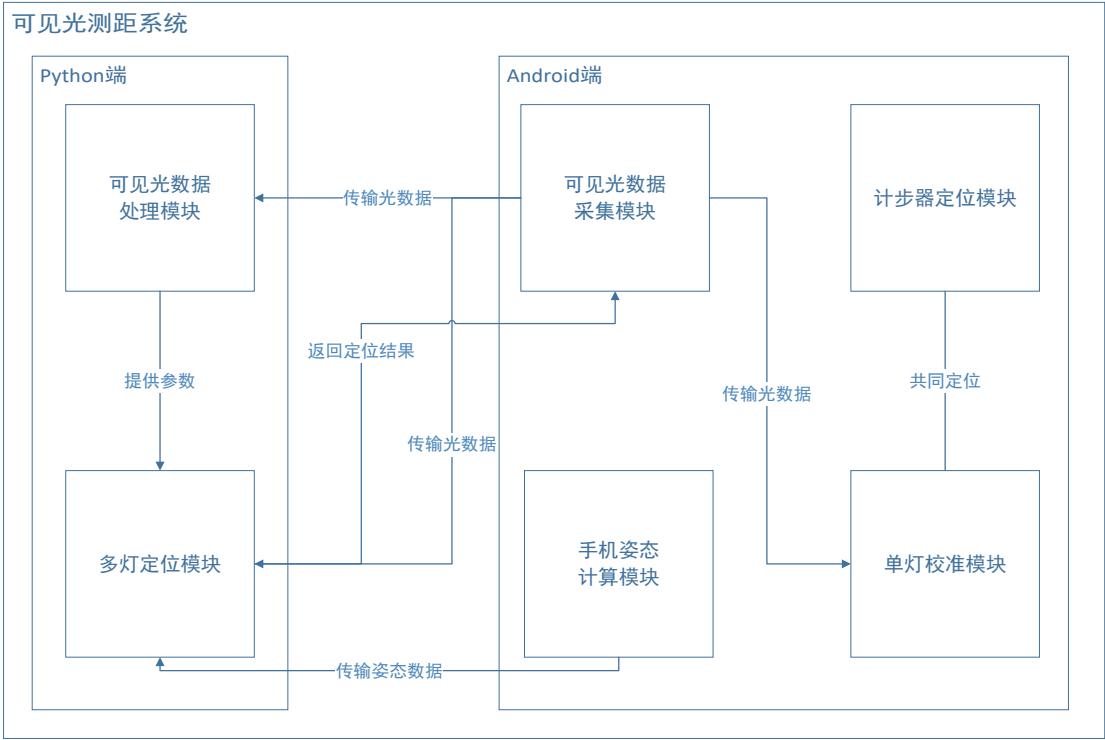 可见光测距系统
Python端
Android端
可见光数据
处理模块
传输光数据
可见光数据
采集模块
计步器定位模块
返回定位结果
提供参数
传输光数据
共同定位
传输光数据
多灯定位模块
手机姿态
计算模块
单灯校准模块
传输姿态数据